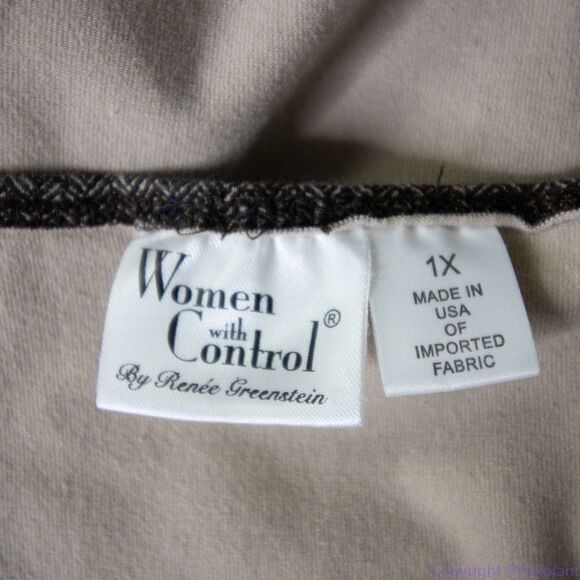 Women
with
Control®
By Renée Greenstein
1X
MADE IN
USA
OF
IMPORTED
FABRIC